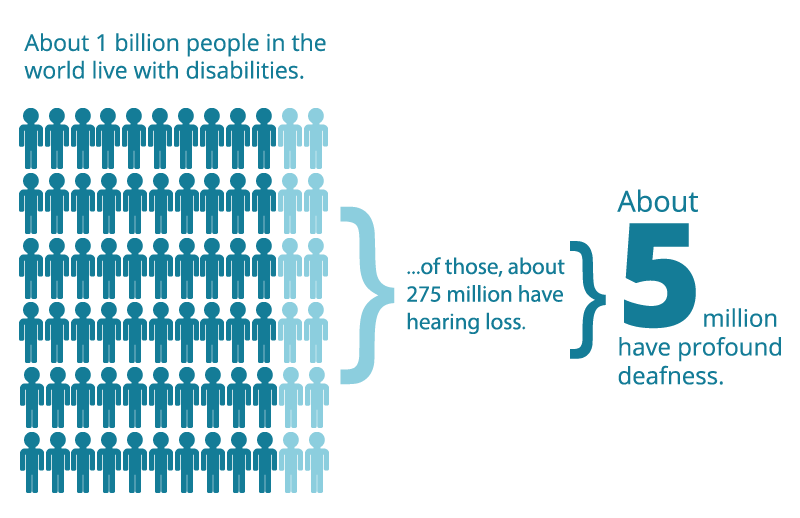 About 1 billion people in the
world live with disabilities.
...of those, about
275 million have
hearing loss.
About
5
million
have profound
deafness.